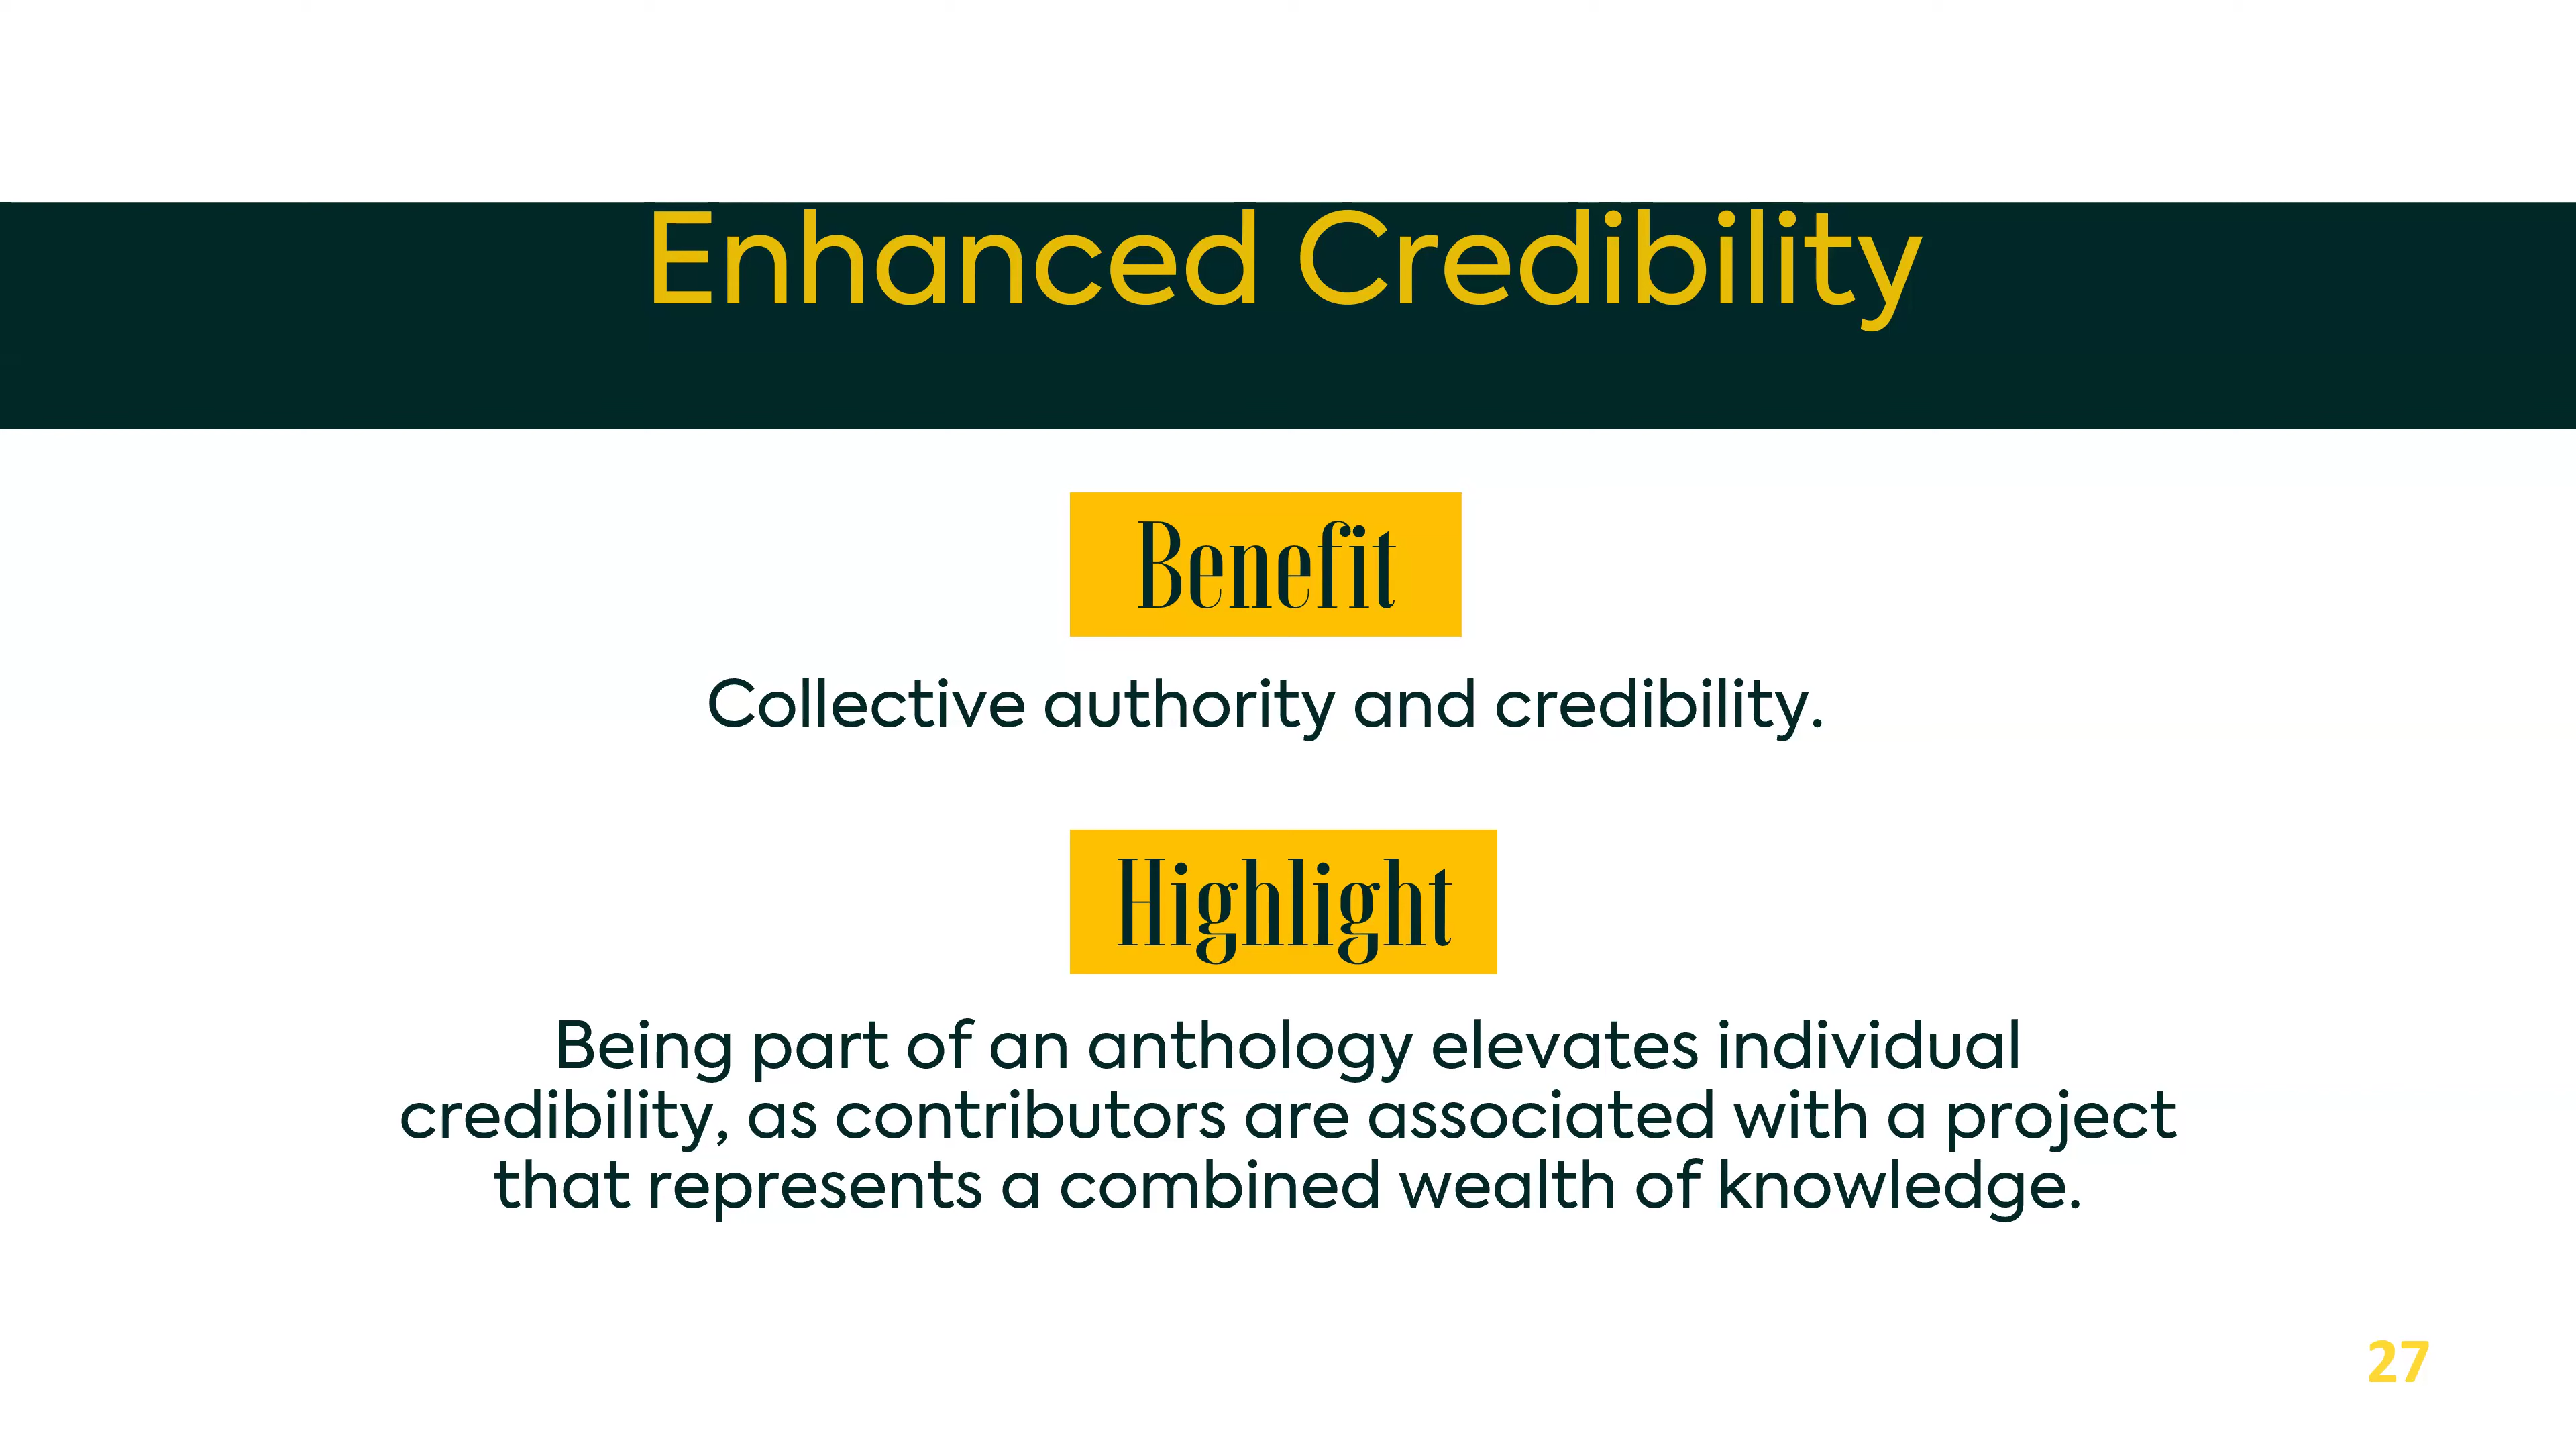 Enhanced Credibility
Benefit
Collective authority and credibility.
Highlight
Being part of an anthology elevates individual
credibility, as contributors are associated with a project
that represents a combined wealth of knowledge.
27